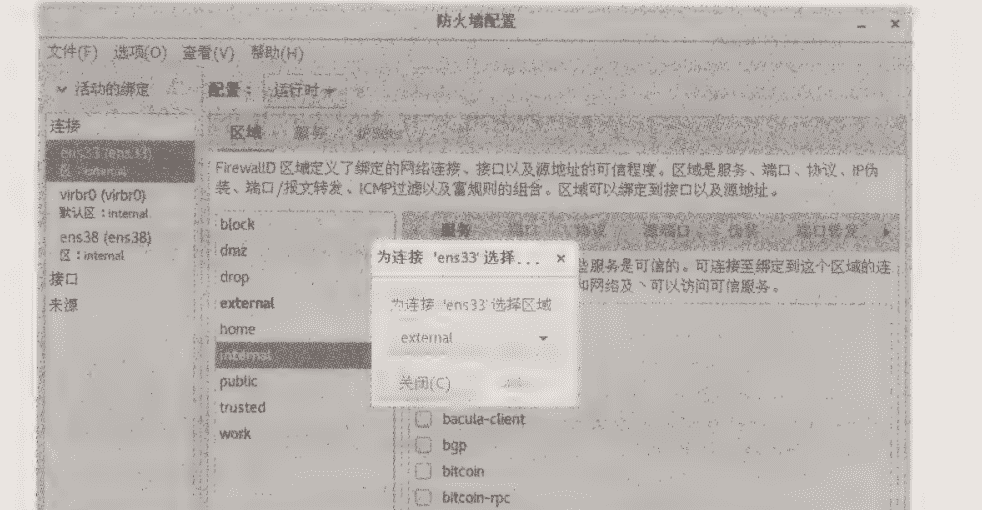 防火墙配置
文件(F) 选项(O) 查看(V) 帮助(H)
活动的绑定
配置： 运行时
连接
区域 服务
ens33 (ens33)
区：internal
FirewallD 区域定义了绑定的网络连接、接口以及源地址的可信程度。区域是服务、端口、协议、IP伪
装、端口/报文转发、ICMP过滤以及富规则的组合。区域可以绑定到接口以及源地址。
virbr0 (virbr0)
默认区：internal
ens38 (ens38)
区：internal
接口
来源
block
dmz
drop
external
home
internal
public
trusted
work
服务 端口 协议 源端口 伪装 端口转发
些服务是可信的。可连接至绑定到这个区域的连
和网络及丶可以访问可信服务。
为连接 'ens33'选择...
为连接 'ens33'选择区域
external
关闭(C)
bacula-client
bgp
bitcoin
bitcoin-rpc